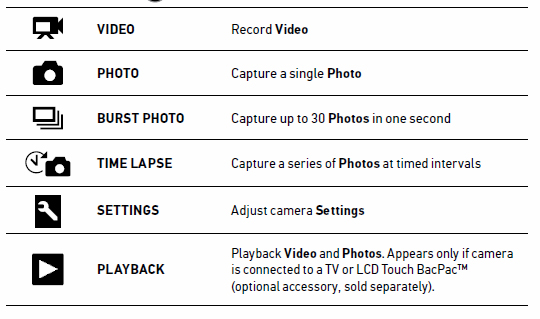 VIDEO Record Video
PHOTO Capture a single Photo
BURST PHOTO Capture up to 30 Photos in one second
TIME LAPSE Capture a series of Photos at timed intervals
SETTINGS Adjust camera Settings
PLAYBACK Playback Video and Photos. Appears only if camera
is connected to a TV or LCD Touch BacPac™
(optional accessory, sold separately).